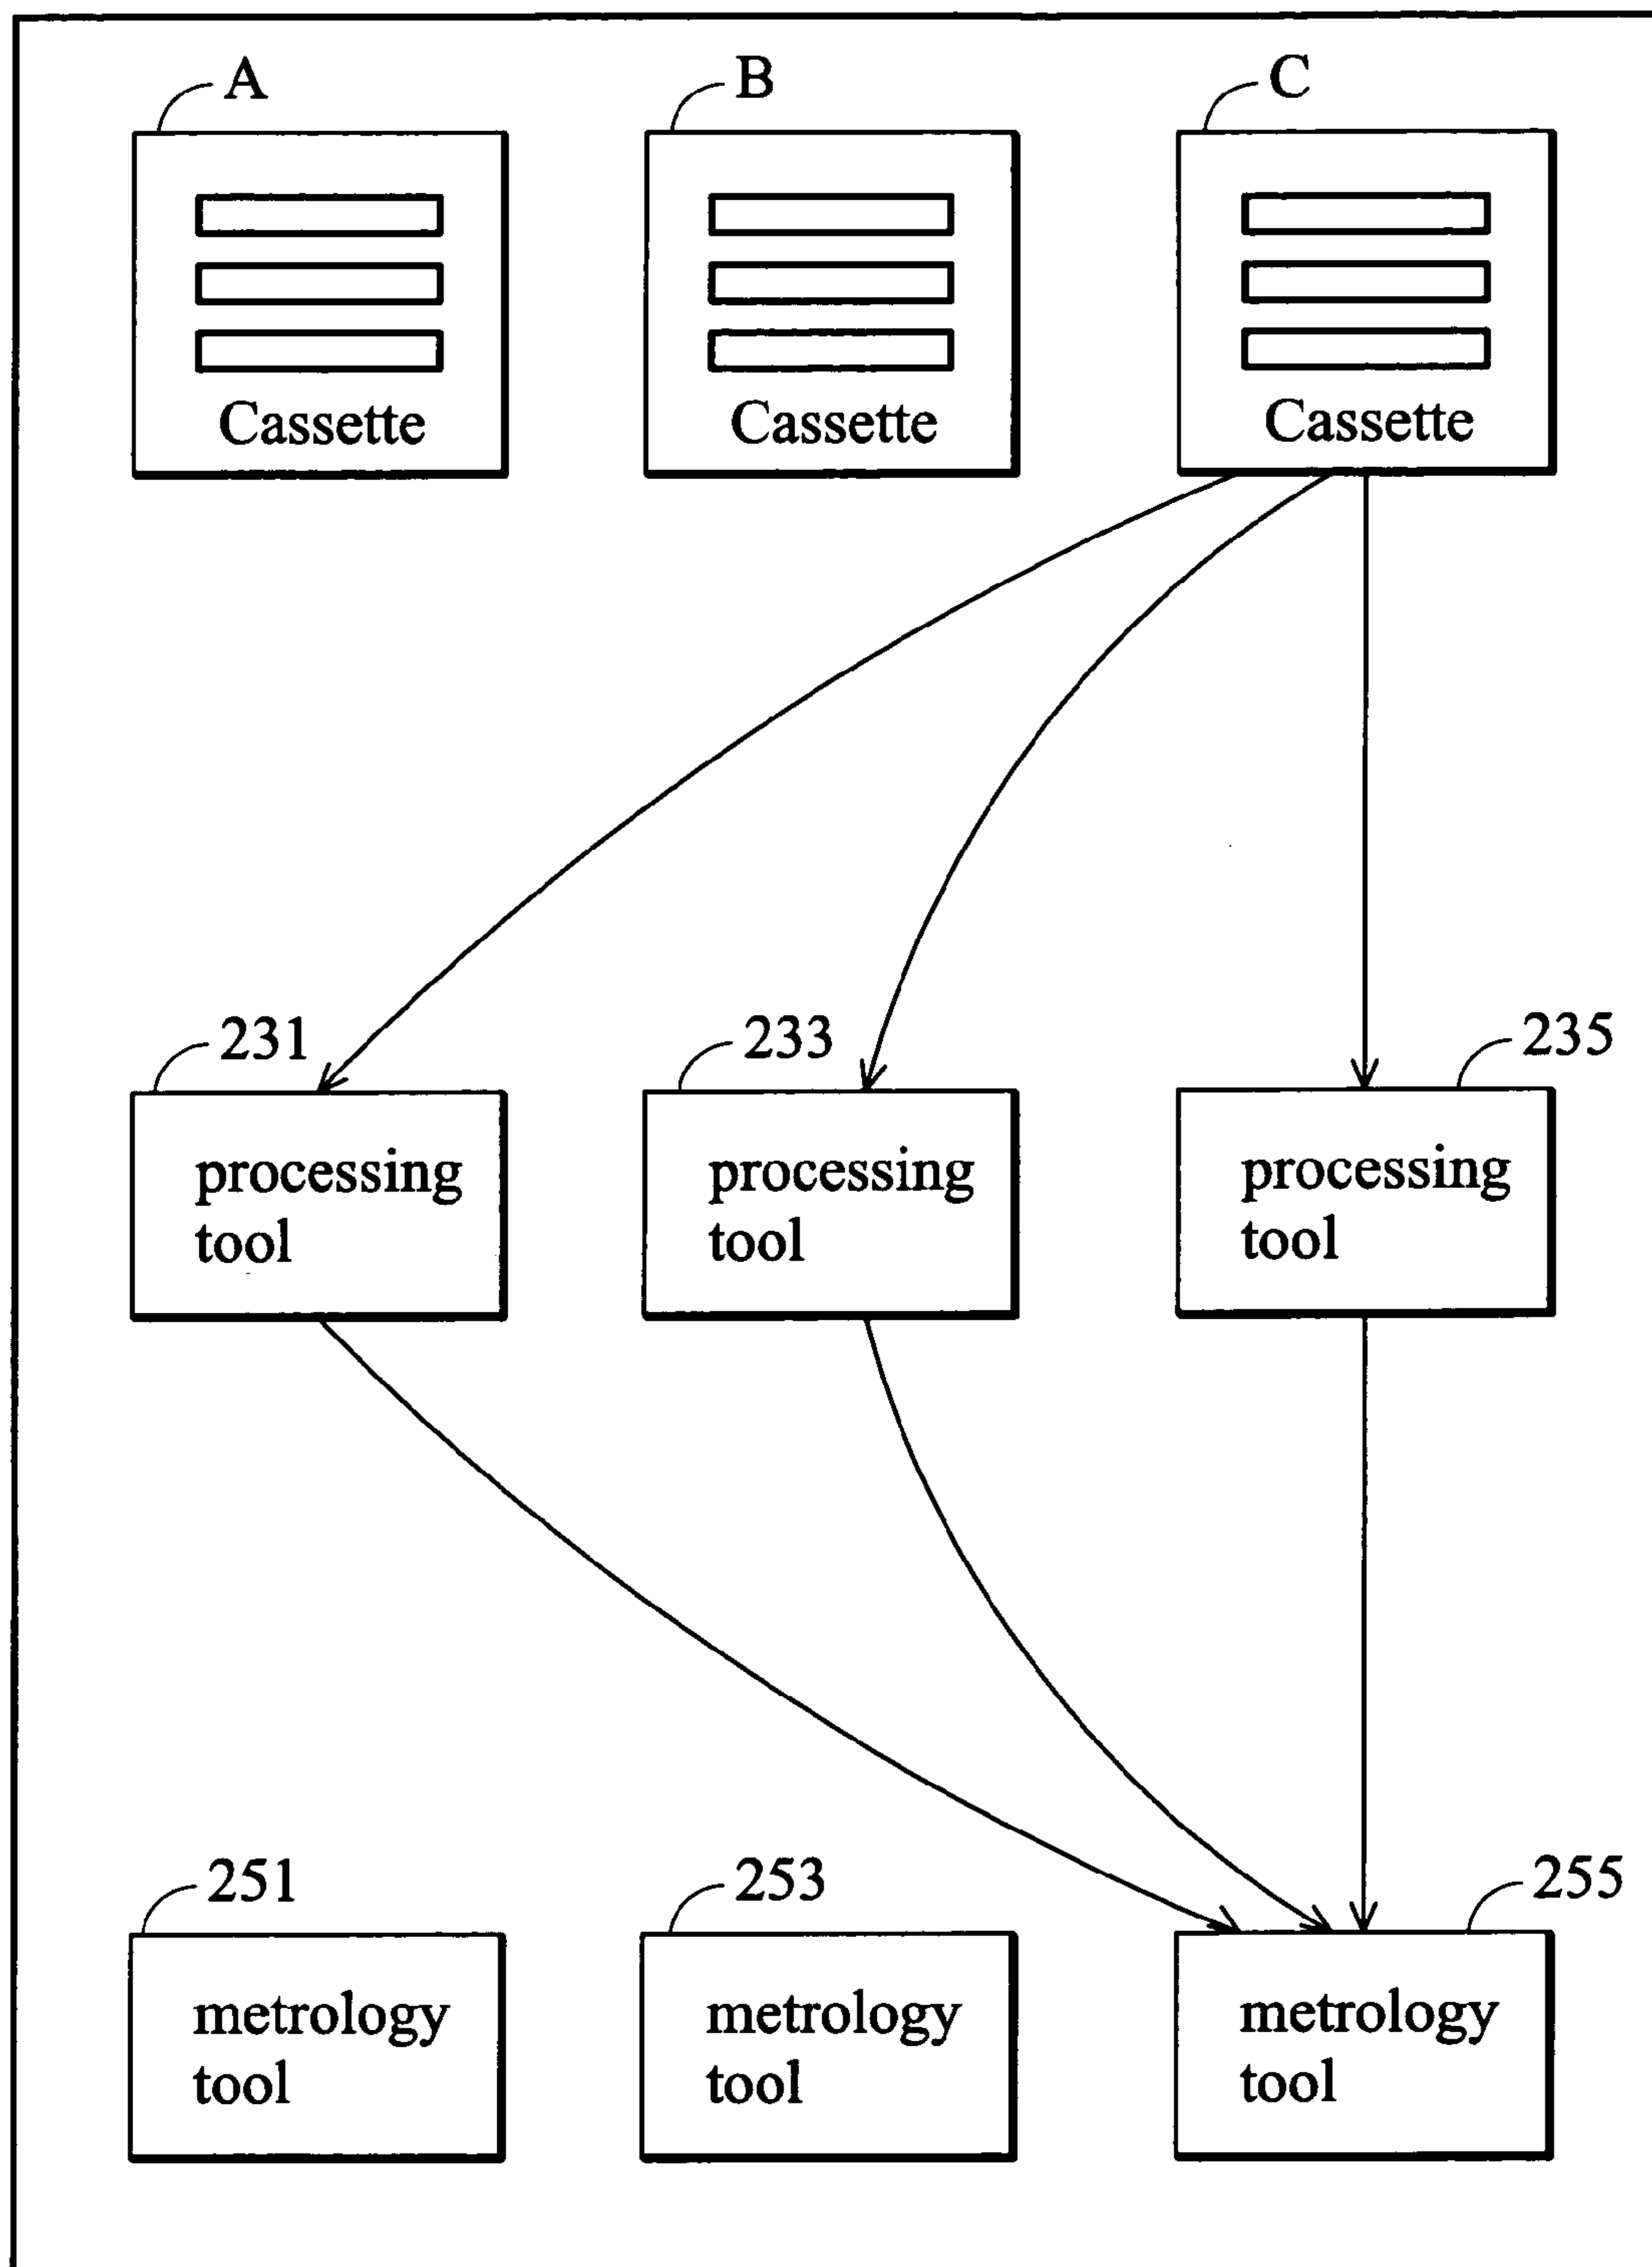 A
B
C
Cassette
Cassette
Cassette
231
233
235
processing
tool
processing
tool
processing
tool
251
253
255
metrology
tool
metrology
tool
metrology
tool